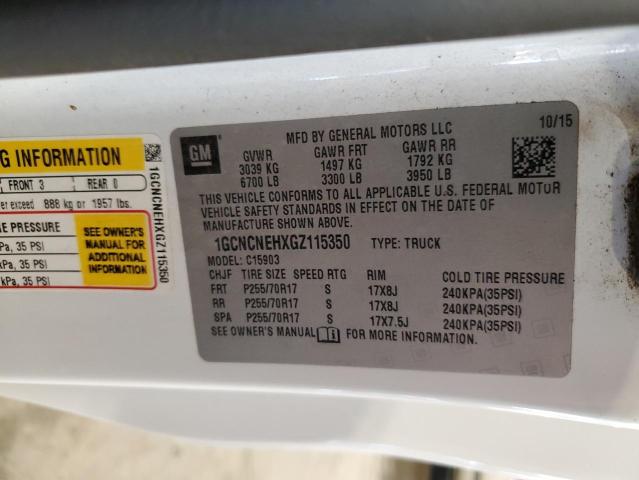 G INFORMATION
FRONT 3 REAR 0
er exceed 888 kg or 1957 lbs.
E PRESSURE
Pa, 35 PSI
kPa, 35 PSI
kPa, 35 PSI
SEE OWNER'S
MANUAL FOR
ADDITIONAL
INFORMATION
1GCNCNEHXGZ115350
GM
MFD BY GENERAL MOTORS LLC
10/15
GVWR GAWR FRT GAWR RR
3039 KG 1497 KG 1792 KG
6700 LB 3300 LB 3950 LB
THIS VEHICLE CONFORMS TO ALL APPLICABLE U.S. FEDERAL MOTOR
VEHICLE SAFETY STANDARDS IN EFFECT ON THE DATE OF
MANUFACTURE SHOWN ABOVE.
1GCNCNEHXGZ115350 TYPE: TRUCK
MODEL: C15903
CHJF TIRE SIZE SPEED RTG RIM COLD TIRE PRESSURE
FRT P255/70R17 S 17X8J 240KPA(35PSI)
RR P255/70R17 S 17X8J 240KPA(35PSI)
SPA P255/70R17 S 17X7.5J 240KPA(35PSI)
SEE OWNER'S MANUAL FOR MORE INFORMATION.